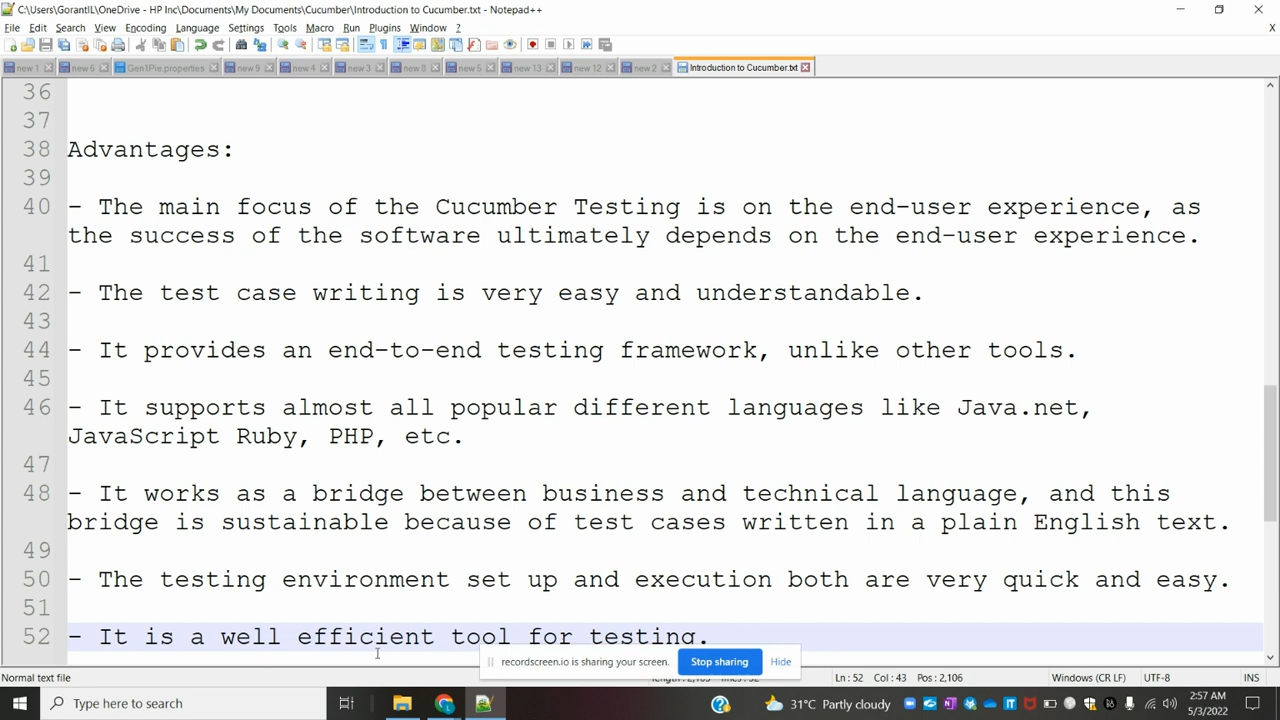 C:\Users\GorantlL\OneDrive - HP Inc\Documents\My Documents\Cucumber\Introduction to Cucumber.txt - Notepad++
File Edit Search View Encoding Language Settings Tools Macro Run Plugins Window ?
X
new 1 new 6 Gen1Pie.properties new 9 new 4 new 3 new 8 new 5 new 13 new 12 new 2 Introduction to Cucumber.txt
36
37
38 Advantages:
39
40 - The main focus of the Cucumber Testing is on the end-user experience, as
the success of the software ultimately depends on the end-user experience.
41
42 - The test case writing is very easy and understandable.
43
44 - It provides an end-to-end testing framework, unlike other tools.
45
46 - It supports almost all popular different languages like Java.net,
JavaScript Ruby, PHP, etc.
47
48 - It works as a bridge between business and technical language, and this
bridge is sustainable because of test cases written in a plain English text.
49
50 - The testing environment set up and execution both are very quick and easy.
51
52 - It is a well efficient tool for testing.
recordscreen.io is sharing your screen. Stop sharing Hide
Normal text file Ln: 52 Col: 43 Pos: 2,106 Windows (CR LF) UTF-8 INS
Type here to search 31°C Partly cloudy 2:57 AM
5/3/2022